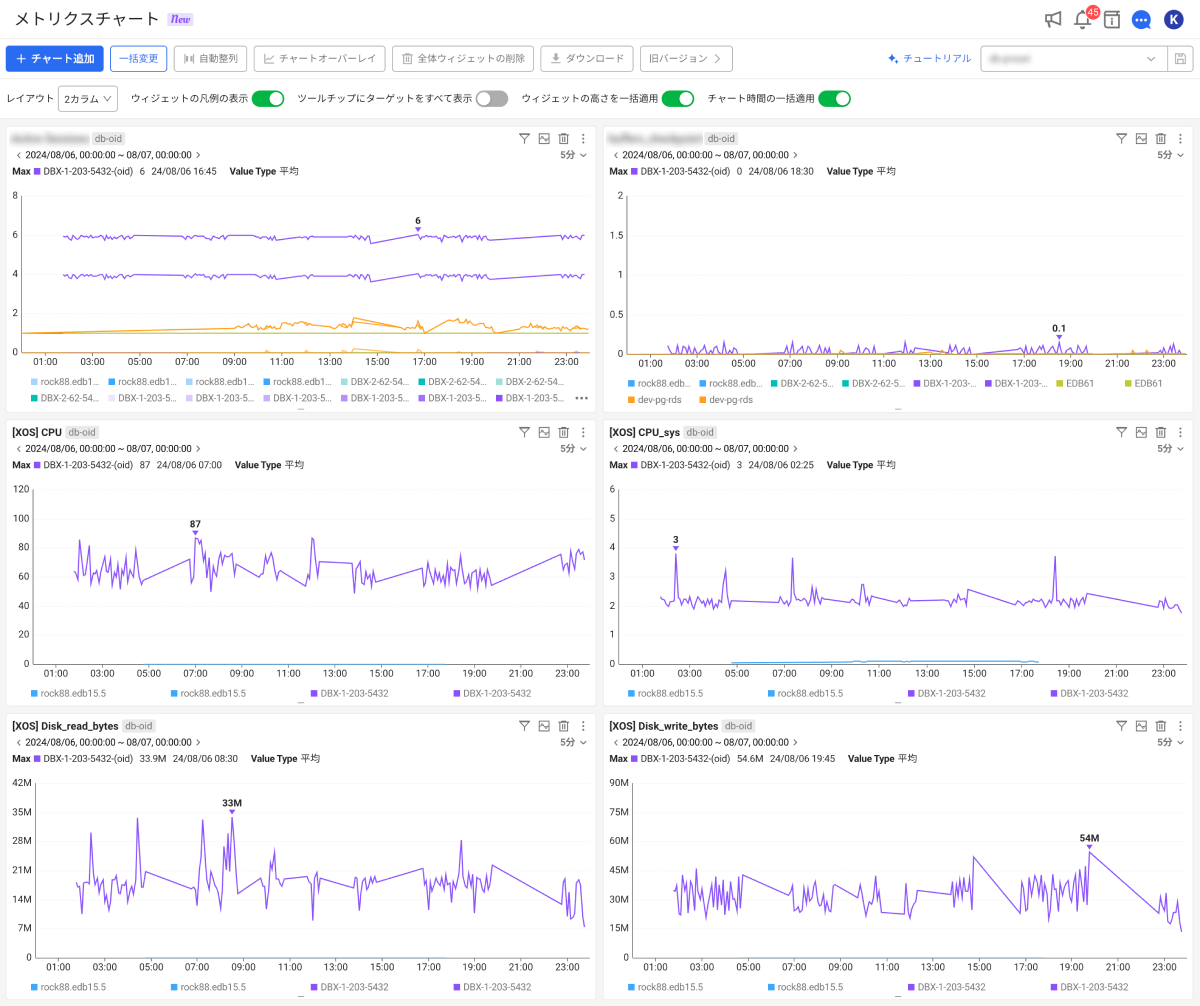 メトリクスチャート New
45 K
＋ チャート追加 一括変更 自動整列 チャートオーバーレイ 全体ウィジェットの削除 ダウンロード 旧バージョン チュートリアル
レイアウト 2カラム ウィジェットの凡例の表示 ツールチップにターゲットをすべて表示 ウィジェットの高さを一括適用 チャート時間の一括適用
db-oid
2024/08/06, 00:00:00 ~ 08/07, 00:00:00 5分
Max DBX-1-203-5432-(oid) 6 24/08/06 16:45 Value Type 平均
8
6
6
4
2
0
01:00 03:00 05:00 07:00 09:00 11:00 13:00 15:00 17:00 19:00 21:00 23:00
rock88.edb1... rock88.edb1... rock88.edb1... rock88.edb1... DBX-2-62-54... DBX-2-62-54... DBX-2-62-54...
DBX-2-62-54... DBX-1-203-5... DBX-1-203-5... DBX-1-203-5... DBX-1-203-5... DBX-1-203-5... DBX-1-203-5...
db-oid
2024/08/06, 00:00:00 ~ 08/07, 00:00:00 5分
Max DBX-1-203-5432-(oid) 0 24/08/06 18:30 Value Type 平均
2
1.5
1
0.5
0.1
0
01:00 03:00 05:00 07:00 09:00 11:00 13:00 15:00 17:00 19:00 21:00 23:00
rock88.edb... rock88.edb... DBX-2-62-5... DBX-2-62-5... DBX-1-203-... DBX-1-203-... EDB61 EDB61
dev-pg-rds dev-pg-rds
[XOS] CPU db-oid
2024/08/06, 00:00:00 ~ 08/07, 00:00:00 5分
Max DBX-1-203-5432-(oid) 87 24/08/06 07:00 Value Type 平均
120
100
87
80
60
40
20
0
01:00 03:00 05:00 07:00 09:00 11:00 13:00 15:00 17:00 19:00 21:00 23:00
rock88.edb15.5 rock88.edb15.5 DBX-1-203-5432 DBX-1-203-5432
[XOS] CPU_sys db-oid
2024/08/06, 00:00:00 ~ 08/07, 00:00:00 5分
Max DBX-1-203-5432-(oid) 3 24/08/06 02:25 Value Type 平均
6
5
3
4
3
2
1
0
01:00 03:00 05:00 07:00 09:00 11:00 13:00 15:00 17:00 19:00 21:00 23:00
rock88.edb15.5 rock88.edb15.5 DBX-1-203-5432 DBX-1-203-5432
[XOS] Disk_read_bytes db-oid
2024/08/06, 00:00:00 ~ 08/07, 00:00:00 5分
Max DBX-1-203-5432-(oid) 33.9M 24/08/06 08:30 Value Type 平均
42M
33M
35M
28M
21M
14M
7M
0
01:00 03:00 05:00 07:00 09:00 11:00 13:00 15:00 17:00 19:00 21:00 23:00
rock88.edb15.5 rock88.edb15.5 DBX-1-203-5432 DBX-1-203-5432
[XOS] Disk_write_bytes db-oid
2024/08/06, 00:00:00 ~ 08/07, 00:00:00 5分
Max DBX-1-203-5432-(oid) 54.6M 24/08/06 19:45 Value Type 平均
90M
75M
60M
54M
45M
30M
15M
0
01:00 03:00 05:00 07:00 09:00 11:00 13:00 15:00 17:00 19:00 21:00 23:00
rock88.edb15.5 rock88.edb15.5 DBX-1-203-5432 DBX-1-203-5432